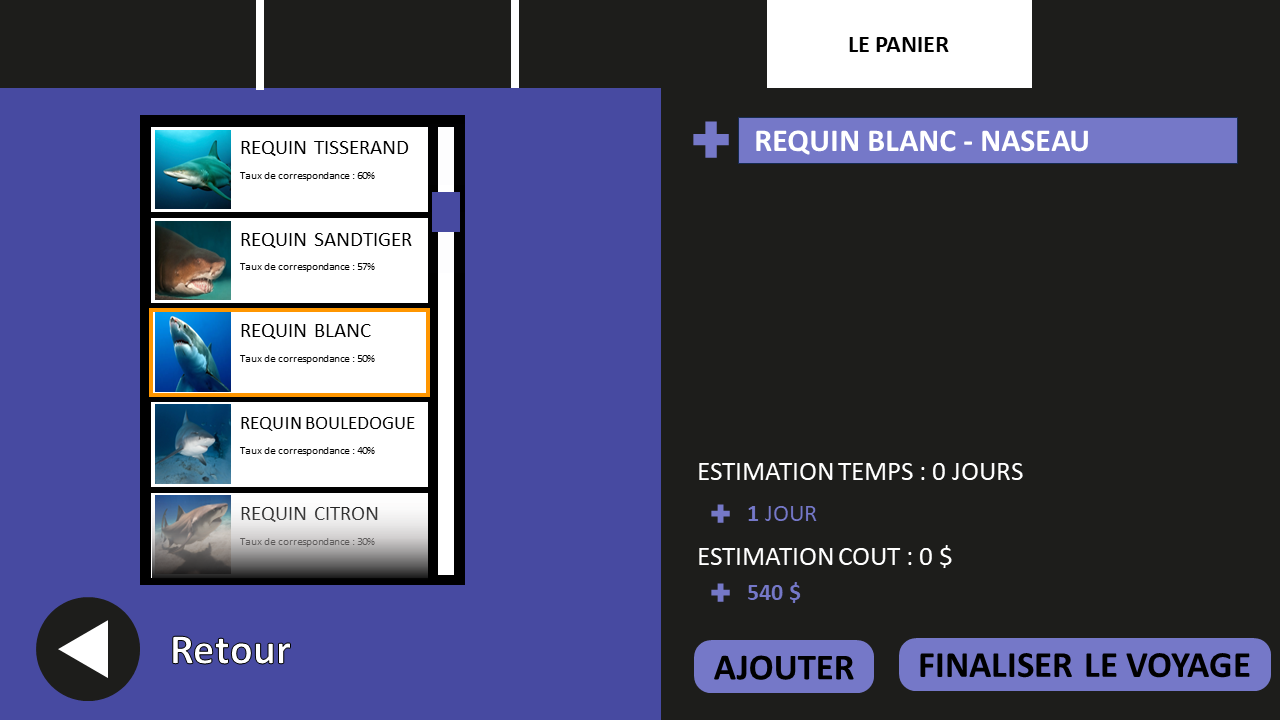 LE PANIER
REQUIN TISSERAND
Taux de correspondance : 60%
REQUIN SANDTIGER
Taux de correspondance : 57%
REQUIN BLANC
Taux de correspondance : 50%
REQUIN BOULEDOGUE
Taux de correspondance : 40%
REQUIN CITRON
Taux de correspondance : 30%
Retour
REQUIN BLANC - NASEAU
ESTIMATION TEMPS : 0 JOURS
1 JOUR
ESTIMATION COUT : 0 $
540 $
AJOUTER
FINALISER LE VOYAGE